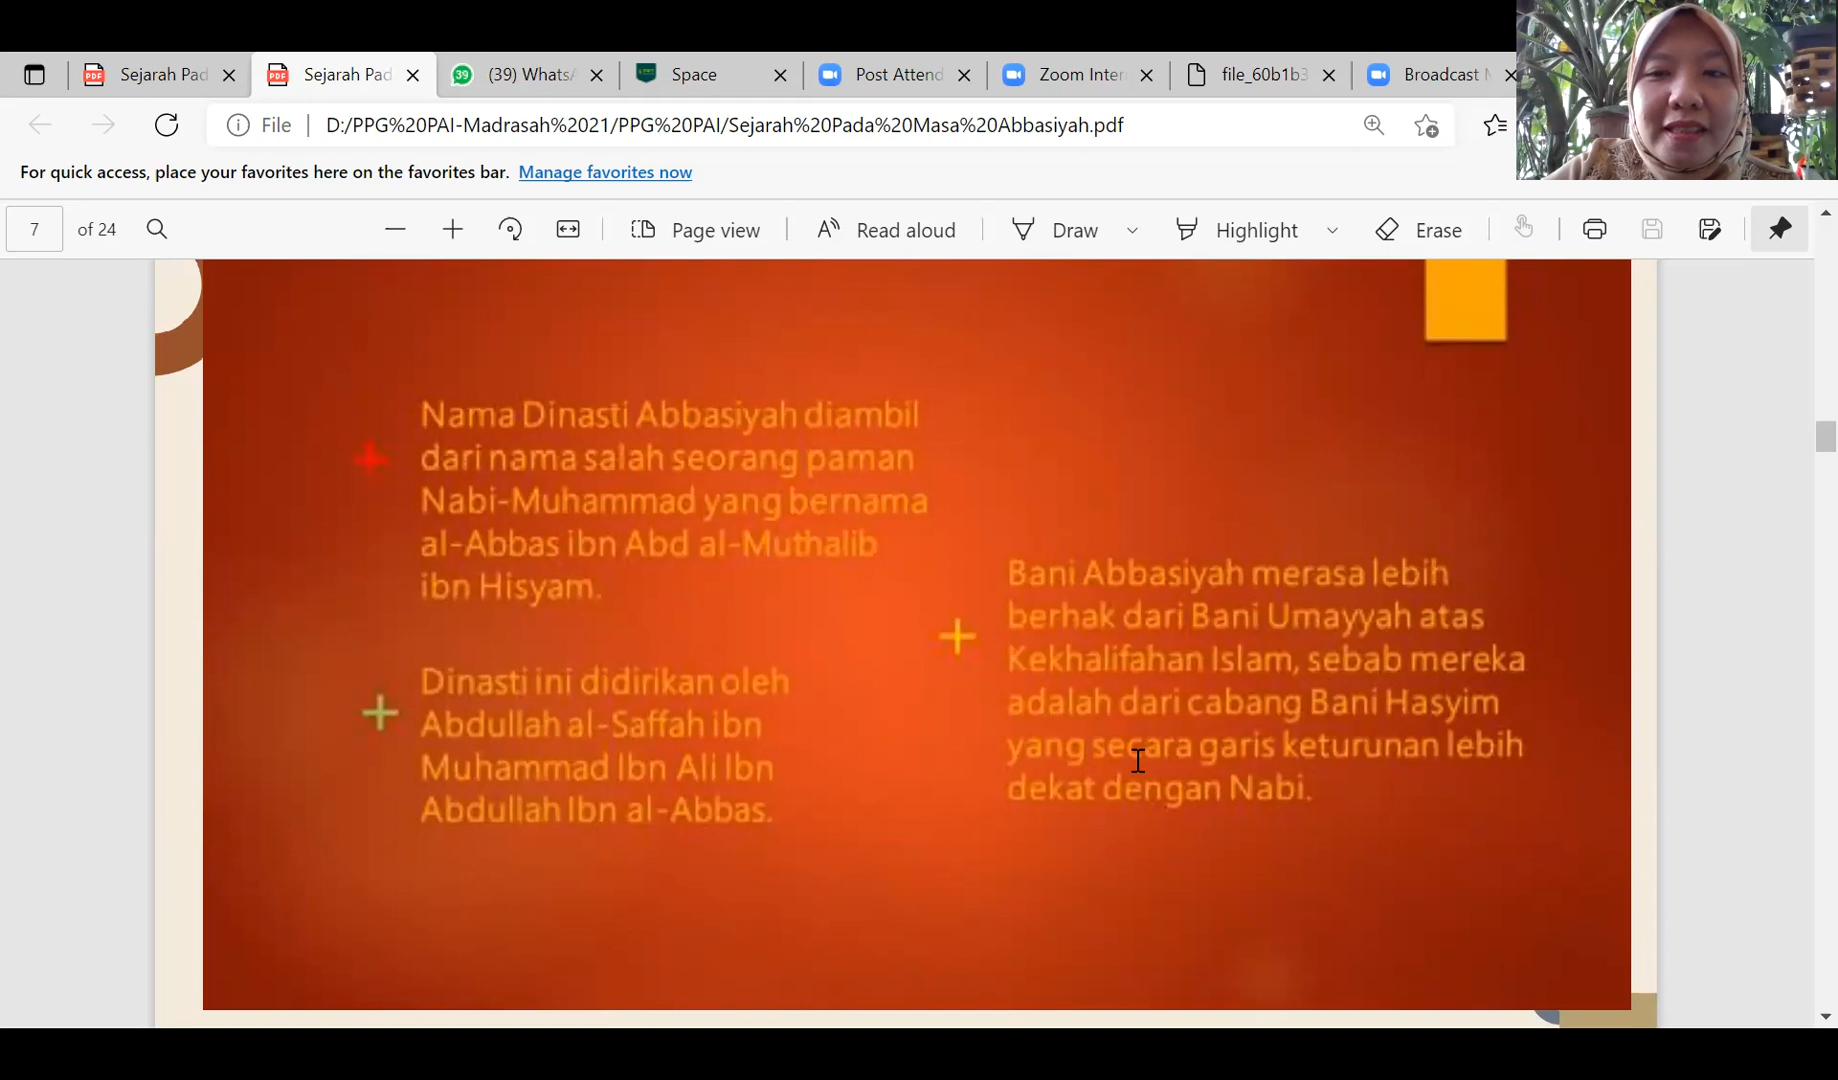 Sejarah Pad
Sejarah Pad
39
(39) WhatsA
Space
Post Attend
Zoom Inter
file_60b1b3
Broadcast M
File
D:/PPG%20PAI-Madrasah%2021/PPG%20PAI/Sejarah%20Pada%20Masa%20Abbasiyah.pdf
For quick access, place your favorites here on the favorites bar. Manage favorites now
7 of 24
Page view
Read aloud
Draw
Highlight
Erase
Nama Dinasti Abbasiyah diambil
dari nama salah seorang paman
Nabi-Muhammad yang bernama
al-Abbas ibn Abd al-Muthalib
ibn Hisyam.
Dinasti ini didirikan oleh
Abdullah al-Saffah ibn
Muhammad Ibn Ali Ibn
Abdullah Ibn al-Abbas.
Bani Abbasiyah merasa lebih
berhak dari Bani Umayyah atas
Kekhalifahan Islam, sebab mereka
adalah dari cabang Bani Hasyim
yang secara garis keturunan lebih
dekat dengan Nabi.